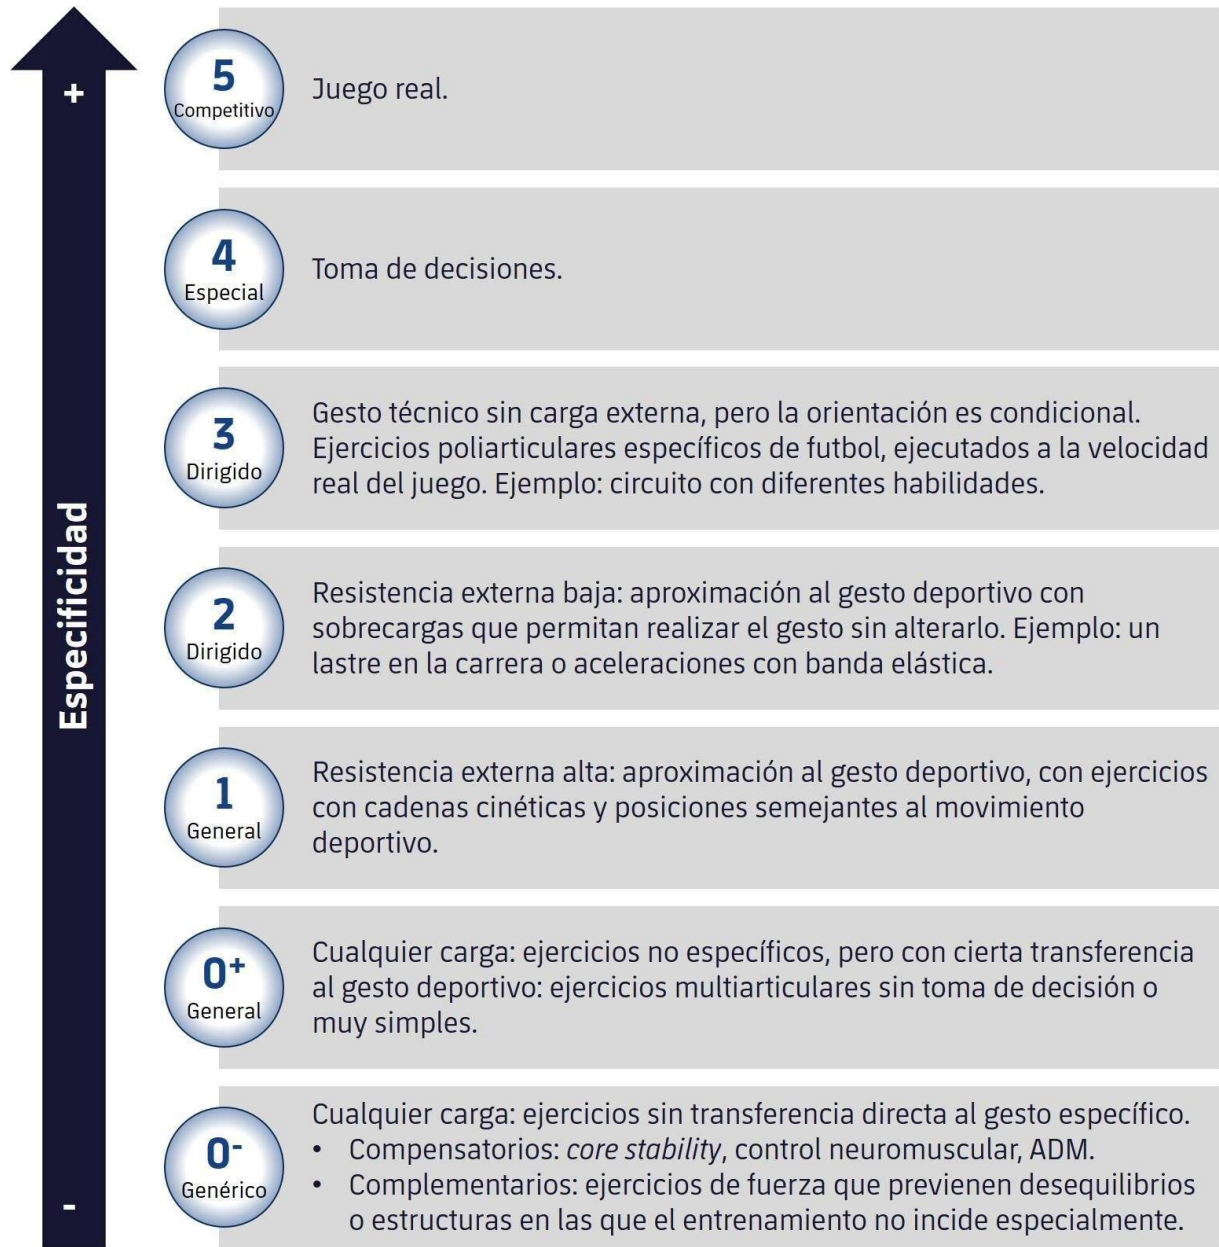 +
5
Competitivo
Juego real.
4
Especial
Toma de decisiones.
3
Dirigido
Gesto técnico sin carga externa, pero la orientación es condicional.
Ejercicios poliarticulares específicos de futbol, ejecutados a la velocidad
real del juego. Ejemplo: circuito con diferentes habilidades.
Especificidad
2
Dirigido
Resistencia externa baja: aproximación al gesto deportivo con
sobrecargas que permitan realizar el gesto sin alterarlo. Ejemplo: un
lastre en la carrera o aceleraciones con banda elástica.
1
General
Resistencia externa alta: aproximación al gesto deportivo, con ejercicios
con cadenas cinéticas y posiciones semejantes al movimiento
deportivo.
0⁺
General
Cualquier carga: ejercicios no específicos, pero con cierta transferencia
al gesto deportivo: ejercicios multiarticulares sin toma de decisión o
muy simples.
0⁻
Genérico
Cualquier carga: ejercicios sin transferencia directa al gesto específico.
• Compensatorios: core stability, control neuromuscular, ADM.
• Complementarios: ejercicios de fuerza que previenen desequilibrios
o estructuras en las que el entrenamiento no incide especialmente.
-